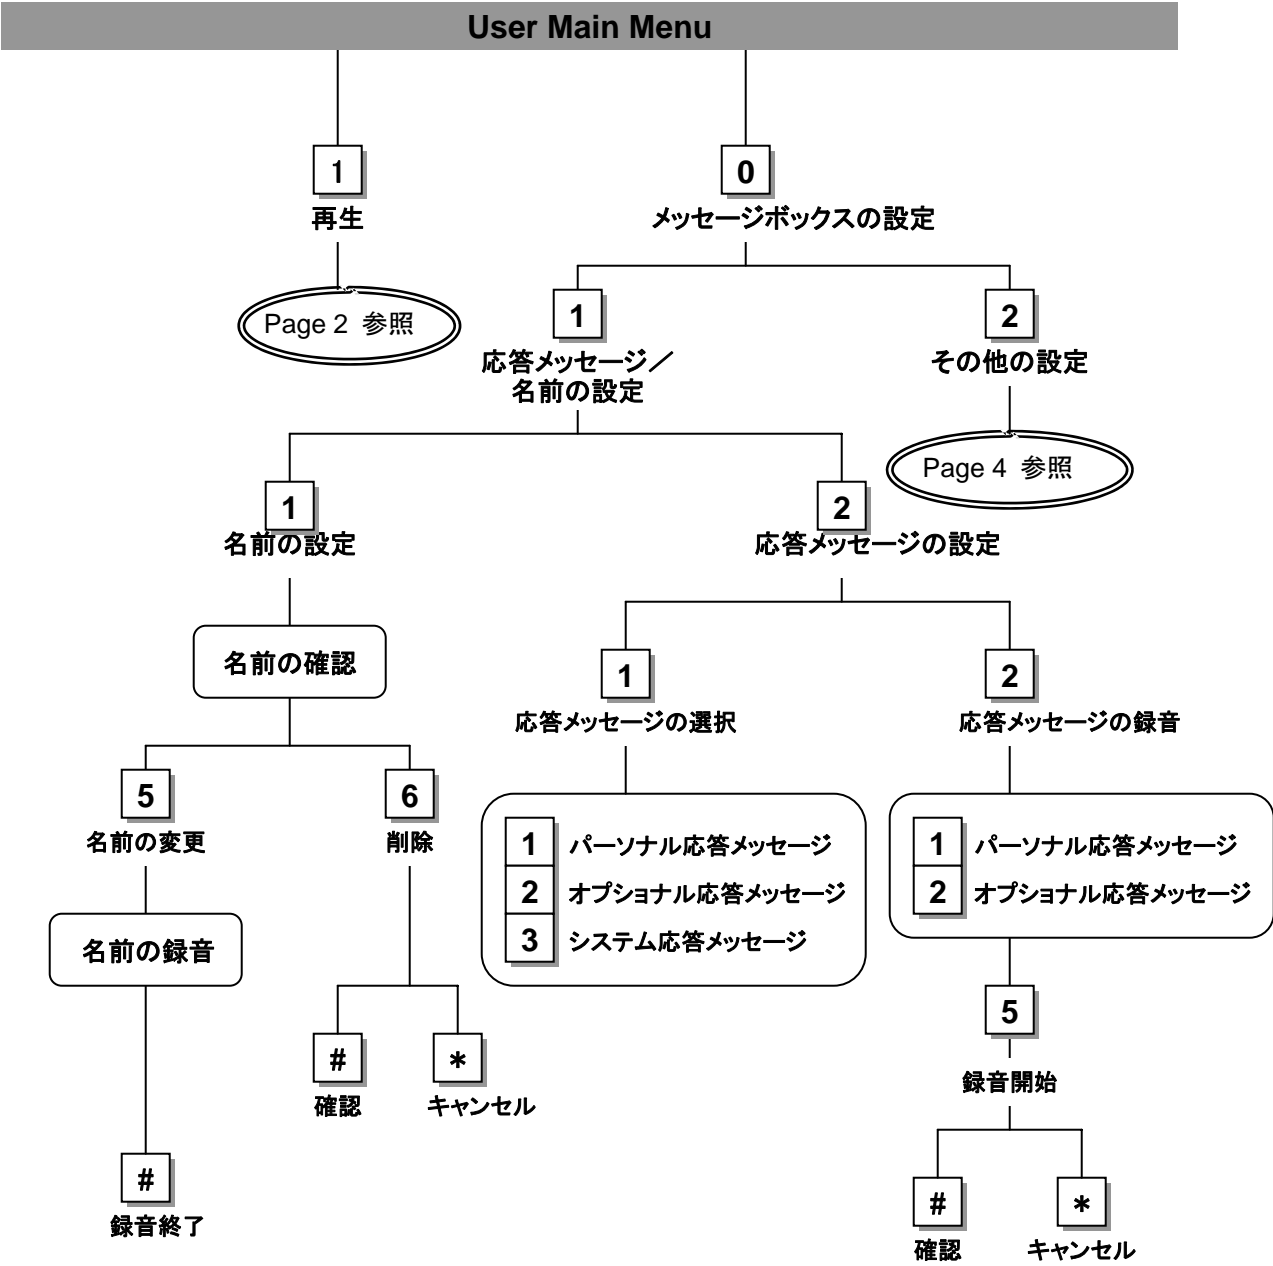 User Main Menu
1
0
再生
メッセージボックスの設定
Page 2 参照
1
2
応答メッセージ／
名前の設定
その他の設定
Page 4 参照
1
2
名前の設定
応答メッセージの設定
名前の確認
1
2
応答メッセージの選択
応答メッセージの録音
5
6
名前の変更
削除
1 パーソナル応答メッセージ
2 オプショナル応答メッセージ
3 システム応答メッセージ
1 パーソナル応答メッセージ
2 オプショナル応答メッセージ
名前の録音
5
録音開始
#
*
確認
キャンセル
#
録音終了
#
*
確認
キャンセル